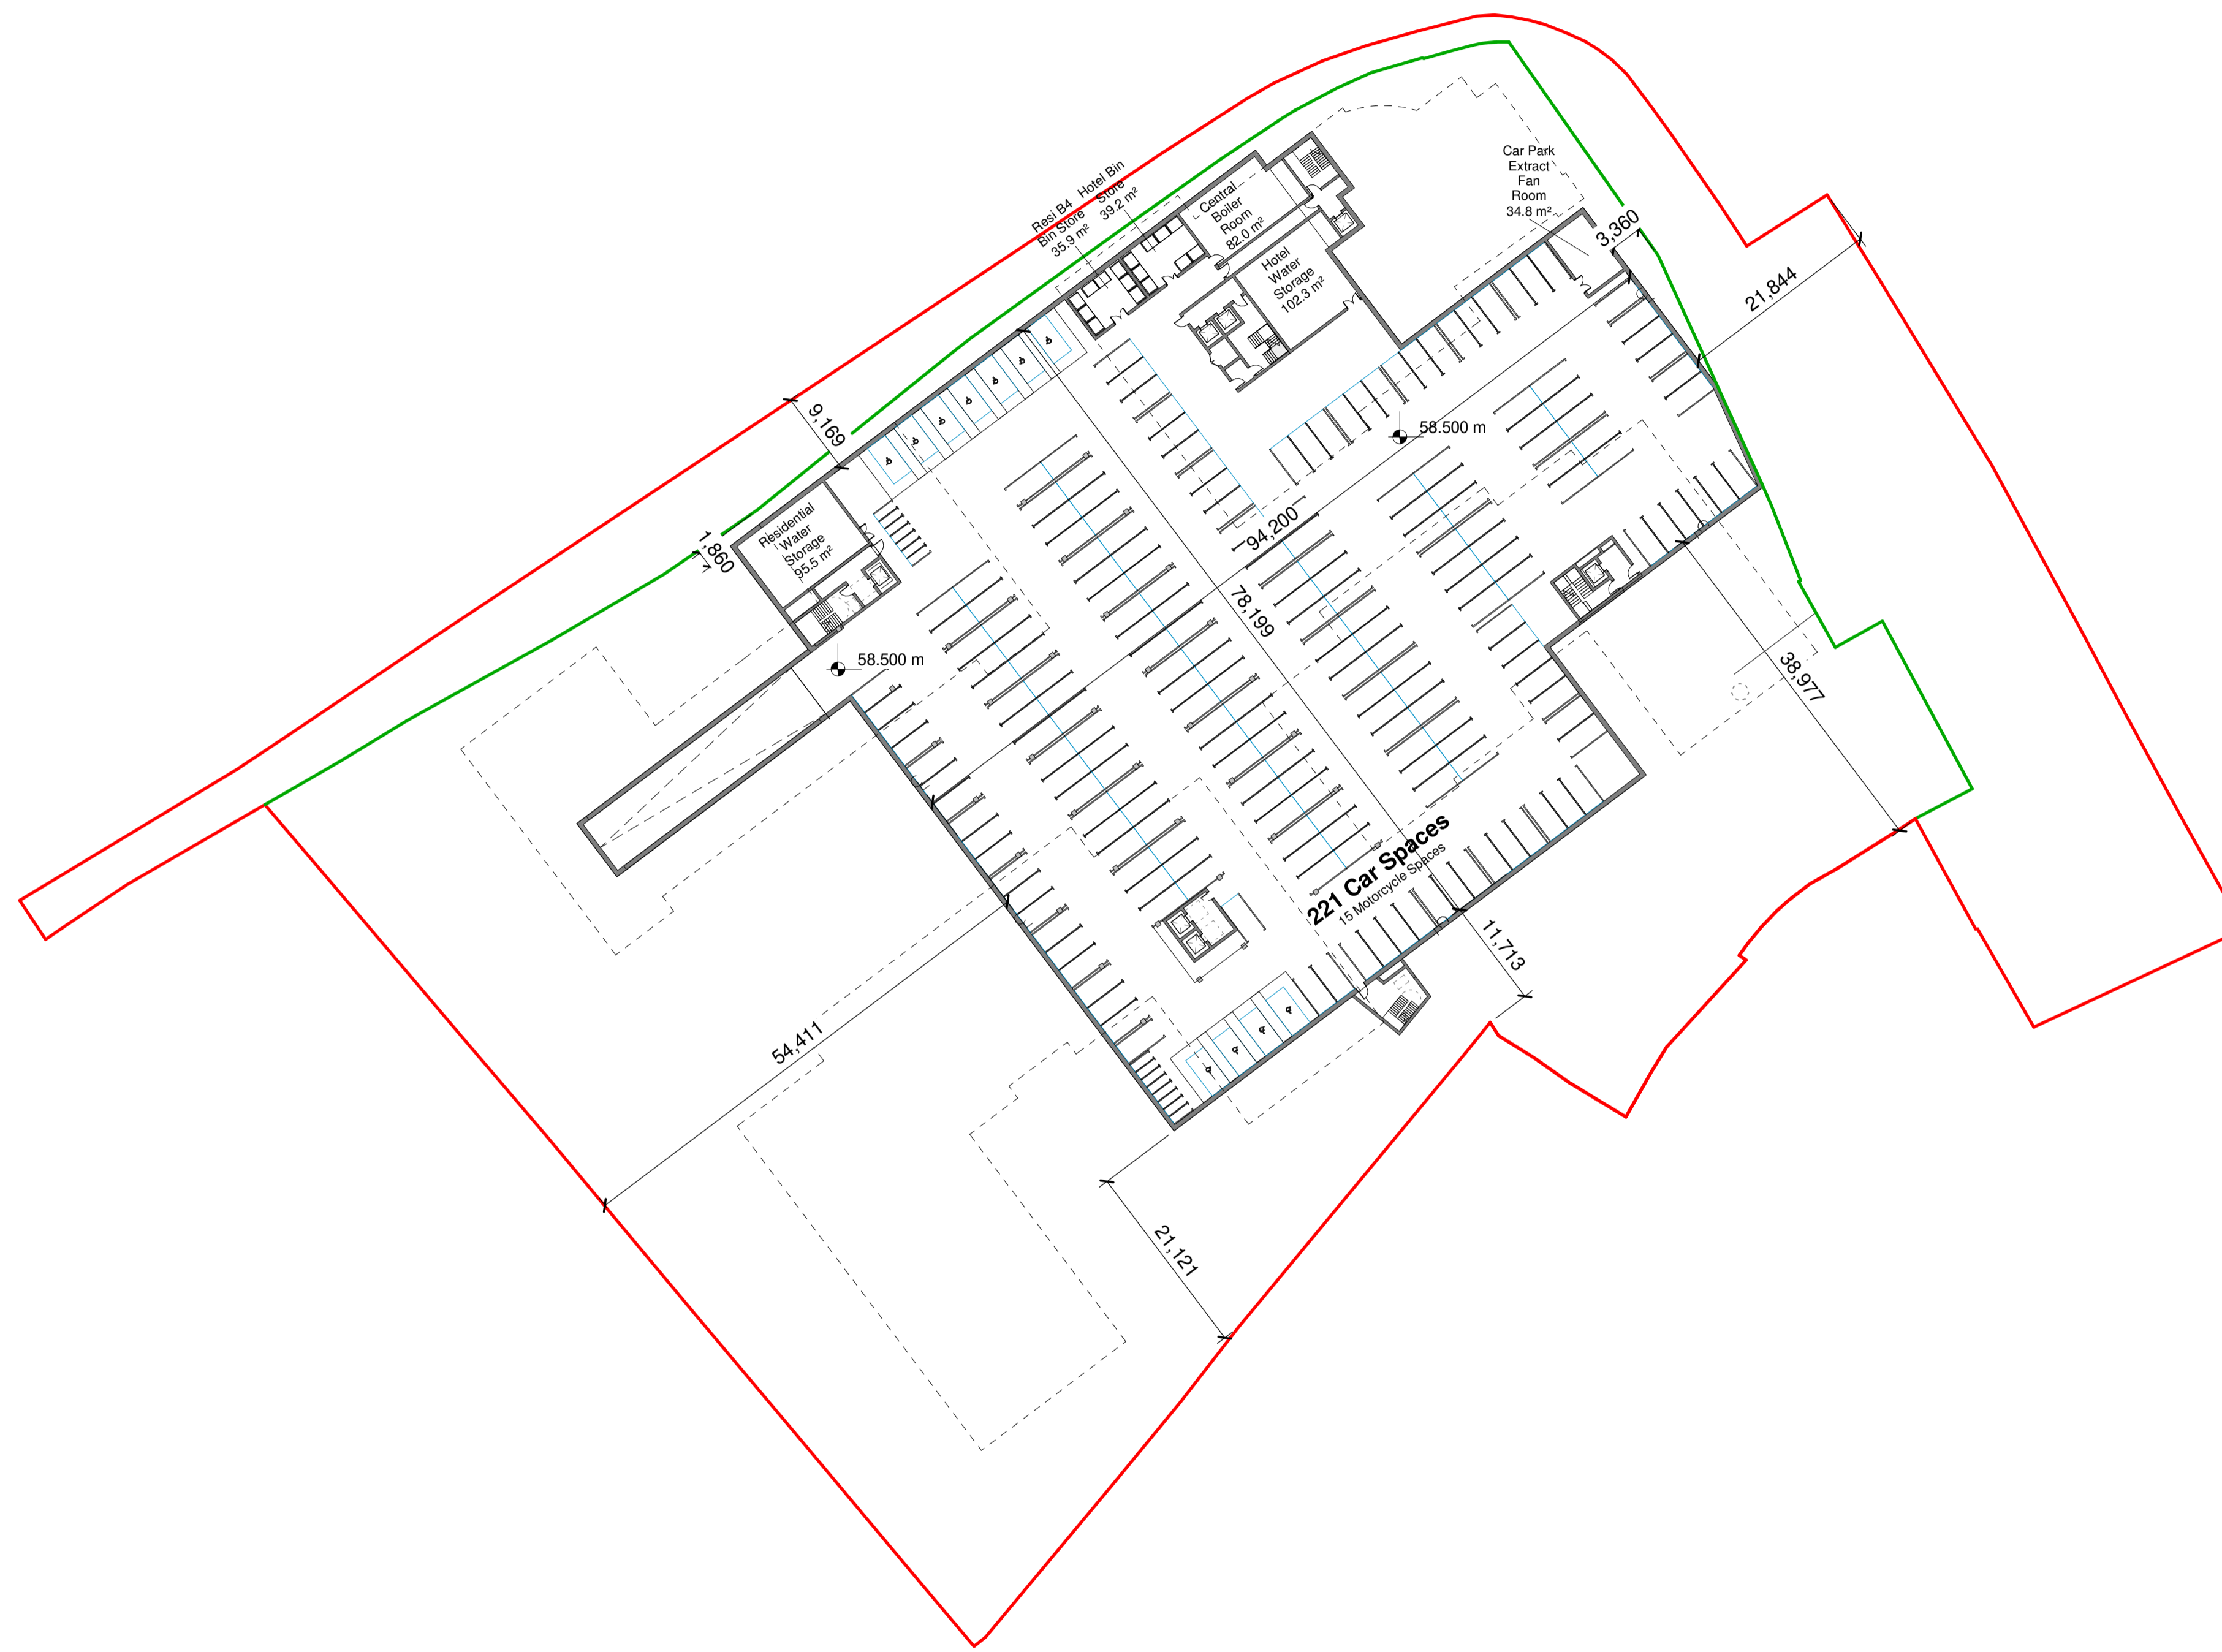 Car Park
Extract
Fan
Room
34.8 m²
Hotel Bin
Store
39.2 m²
Resi B4
Bin Store
35.9 m²
Central
Boiler
Room
82.0 m²
Hotel
Water
Storage
102.3 m²
3,360
21,844
9,169
58.500 m
1,860
Residential
Water
Storage
95.5 m²
94,200
78,199
58.500 m
38,977
221 Car Spaces
15 Motorcycle Spaces
11,713
54,411
21,121